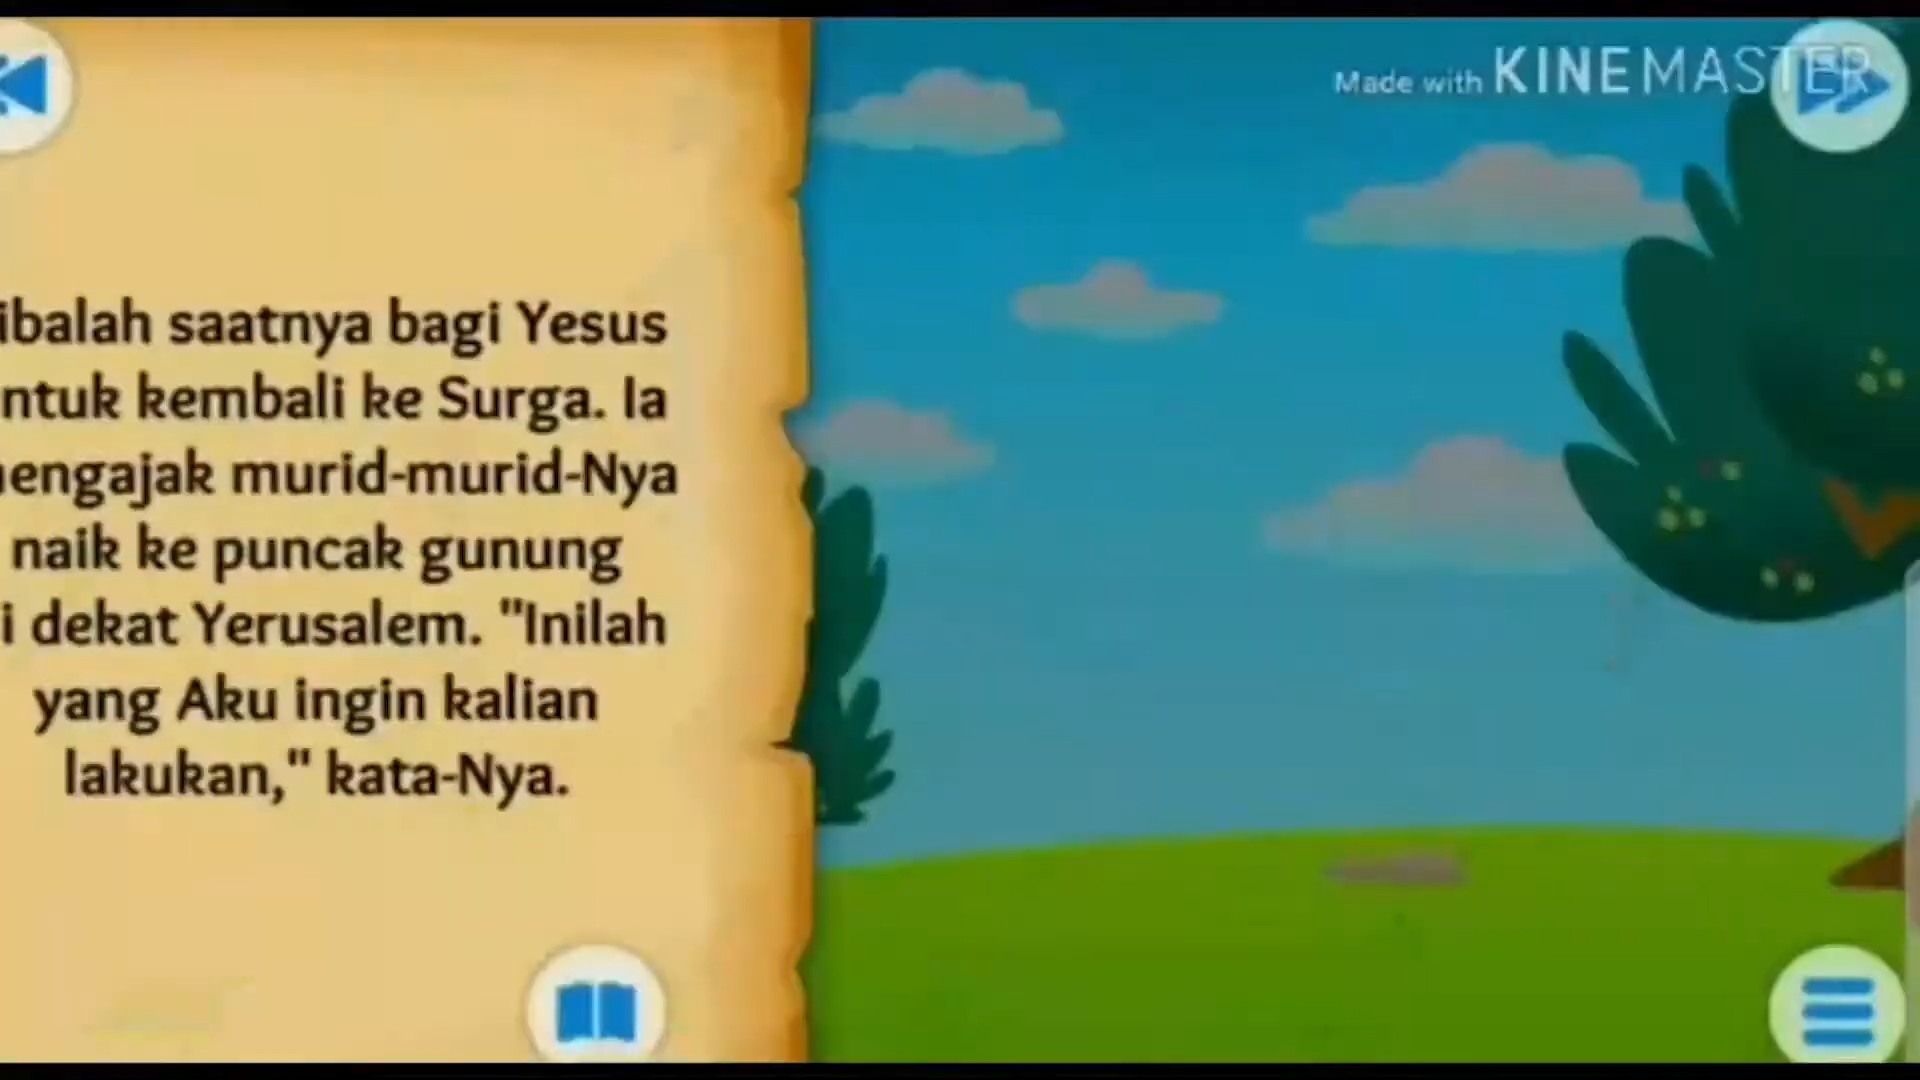 Made with KINEMASTER
ibalah saatnya bagi Yesus
ntuk kembali ke Surga. Ia
engajak murid-murid-Nya
naik ke puncak gunung
i dekat Yerusalem. "Inilah
yang Aku ingin kalian
lakukan," kata-Nya.